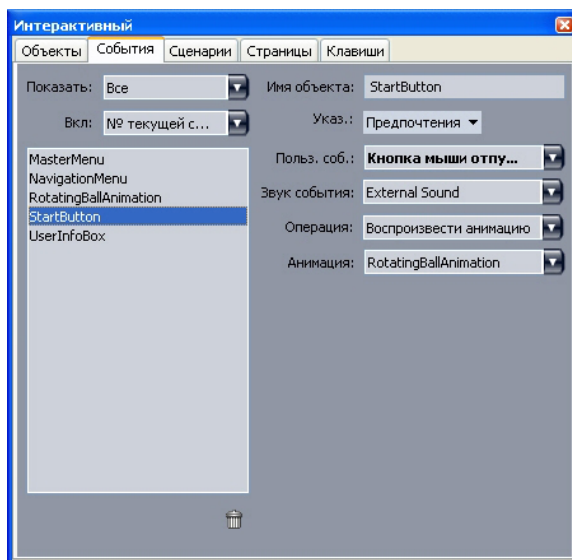 Интерактивный
Объекты События Сценарии Страницы Клавиши
Показать: Все
Вкл: № текущей с...
MasterMenu
NavigationMenu
RotatingBallAnimation
StartButton
UserInfoBox
Имя объекта: StartButton
Указ.: Предпочтения
Польз. соб.: Кнопка мыши отпу...
Звук события: External Sound
Операция: Воспроизвести анимацию
Анимация: RotatingBallAnimation